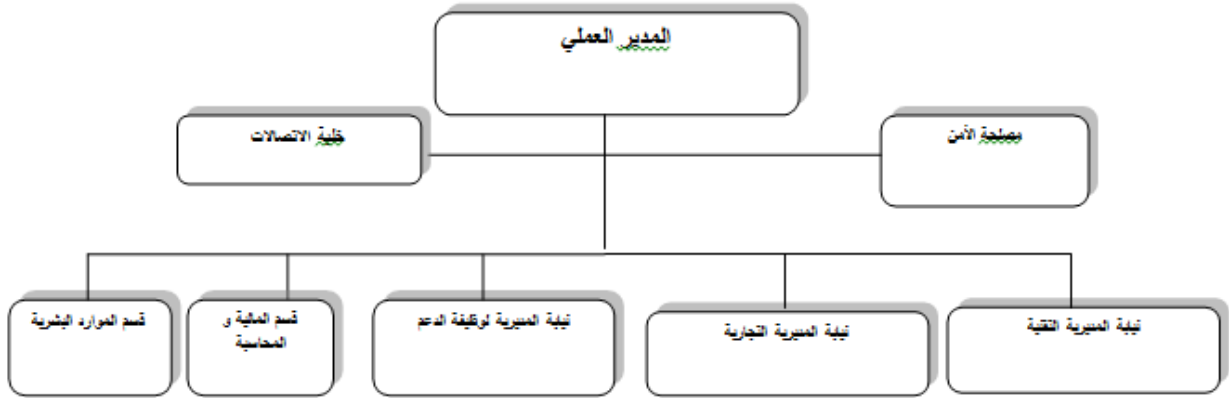 المدير العملي
مصلحة الأمن
خلية الاتصالات
نيابة المديرية التقنية
نيابة المديرية التجارية
نيابة المديرية لوظيفة الدعم
قسم المالية و
المحاسبة
قسم الموارد البشرية